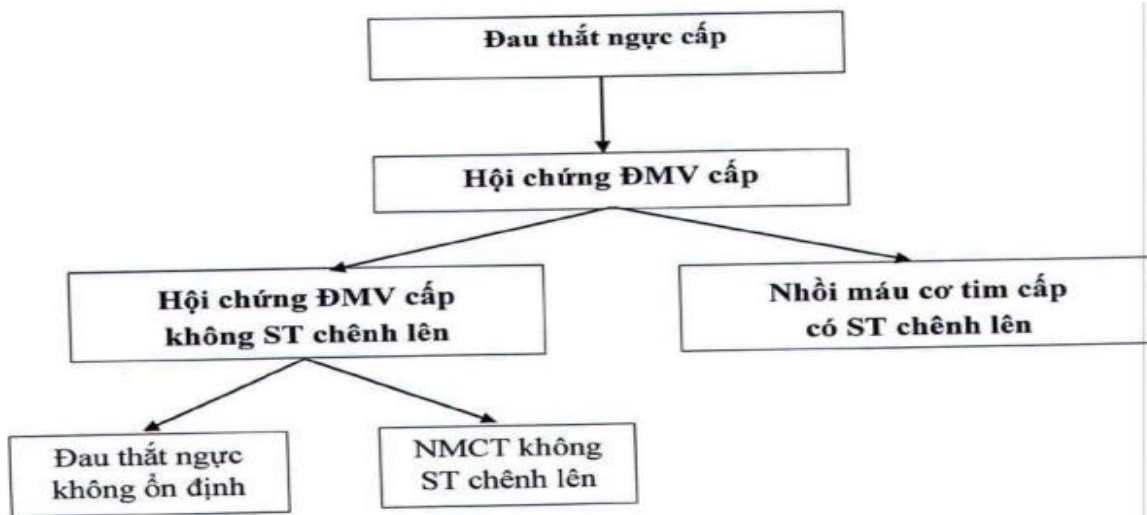 Đau thắt ngực cấp
Hội chứng ĐMV cấp
Hội chứng ĐMV cấp
không ST chênh lên
Nhồi máu cơ tim cấp
có ST chênh lên
Đau thắt ngực
không ổn định
NMCT không
ST chênh lên